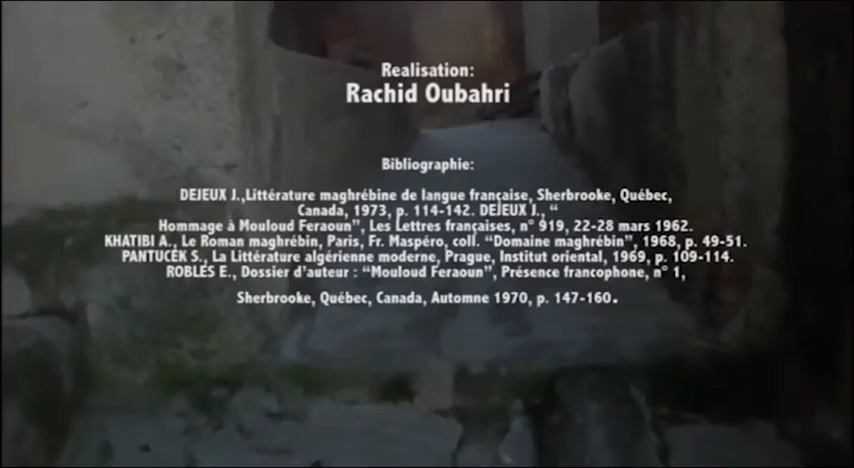 Realisation:
Rachid Oubahri
Bibliographie:
DEJEUX J.,Littérature maghrébine de langue française, Sherbrooke, Québec,
Canada, 1973, p. 114-142. DEJEUX J., “
Hommage à Mouloud Feraoun”, Les Lettres françaises, n° 919, 22-28 mars 1962.
KHATIBI A., Le Roman maghrébin, Paris, Fr. Maspéro, coll. “Domaine maghrébin”, 1968, p. 49-51.
PANTUCEK S., La Littérature algérienne moderne, Prague, Institut oriental, 1969, p. 109-114.
ROBLES E., Dossier d’auteur : “Mouloud Feraoun”, Présence francophone, n° 1,
Sherbrooke, Québec, Canada, Automne 1970, p. 147-160.